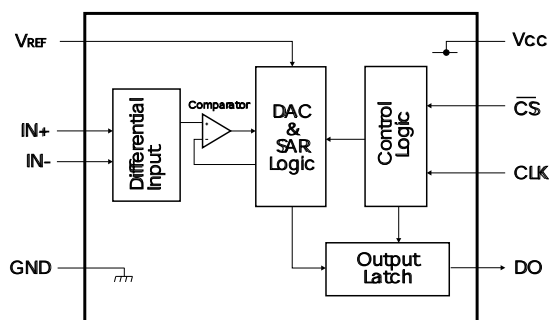 VREF
Vcc
Comparator
CS
IN+
IN-
Differential
Input
+
-
DAC
&
SAR
Logic
Control
Logic
CLK
GND
Output
Latch
DO